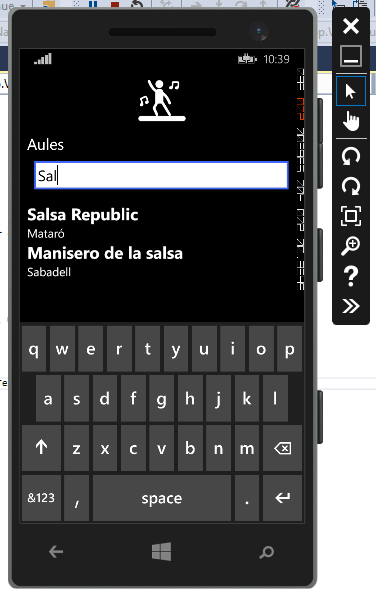 10:39
Aules
Sal
Salsa Republic
Mataró
Manisero de la salsa
Sabadell
q w e r t y u i o p
a s d f g h j k l
z x c v b n m
&123 , space .
?